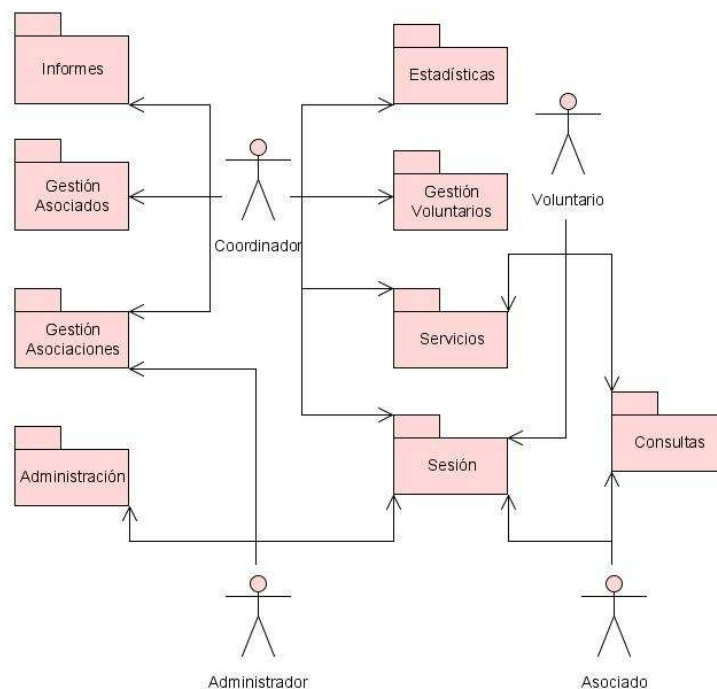 Informes
Estadísticas
Gestión
Asociados
Coordinador
Gestión
Voluntarios
Voluntario
Gestión
Asociaciones
Servicios
Administración
Sesión
Consultas
Administrador
Asociado